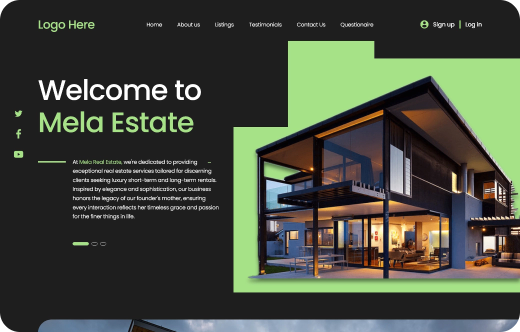 Logo Here
Home About us Listings Testimonials Contact Us Questionaire
Sign up | Log In
Welcome to
Mela Estate
At Mela Real Estate, we're dedicated to providing
exceptional real estate services tailored for discerning
clients seeking luxury short-term and long-term rentals.
Inspired by elegance and sophistication, our business
honors the legacy of our founder's mother, ensuring
every interaction reflects her timeless grace and passion
for the finer things in life.